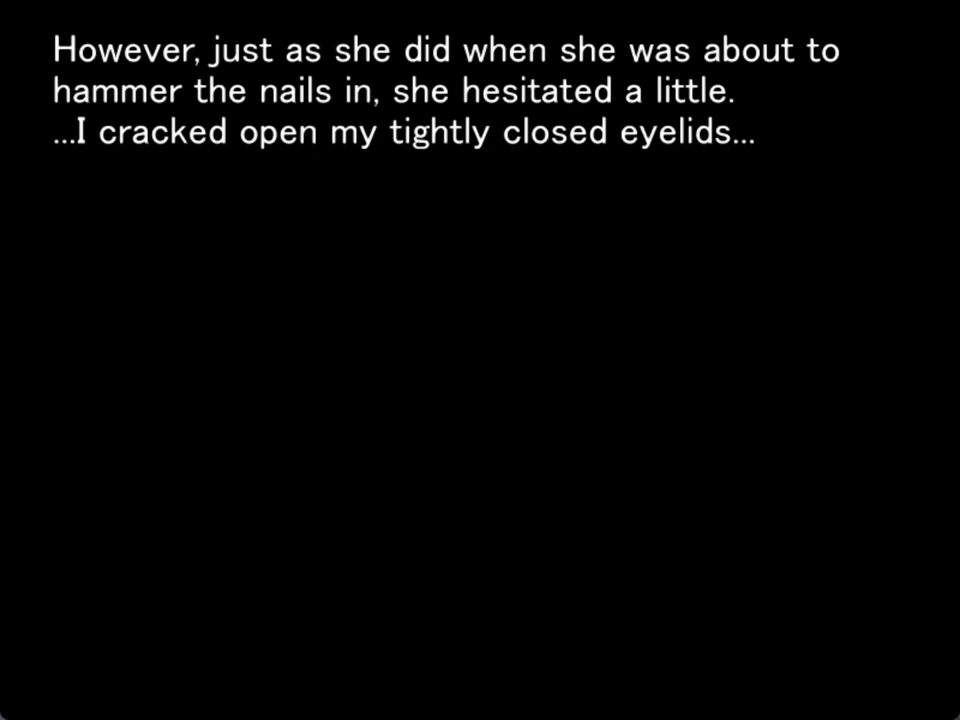 However, just as she did when she was about to
hammer the nails in, she hesitated a little.
...I cracked open my tightly closed eyelids...